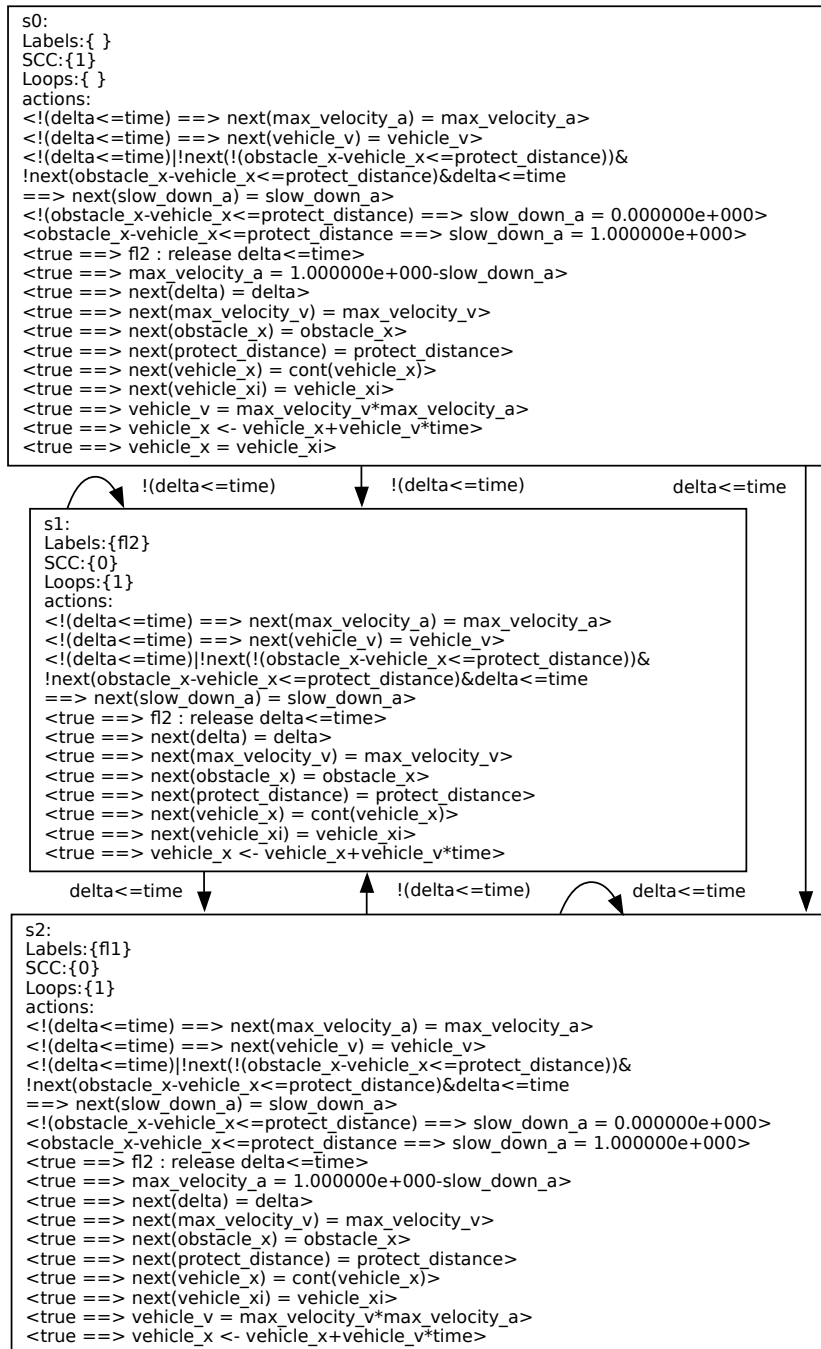 s0:
Labels:{ }
SCC:{1}
Loops:{ }
actions:
<!(delta<=time) ==> next(max_velocity_a) = max_velocity_a>
<!(delta<=time) ==> next(vehicle_v) = vehicle_v>
<!(delta<=time)|!next(!(obstacle_x-vehicle_x<=protect_distance))&
!next(obstacle_x-vehicle_x<=protect_distance)&delta<=time
==> next(slow_down_a) = slow_down_a>
<!(obstacle_x-vehicle_x<=protect_distance) ==> slow_down_a = 0.000000e+000>
<obstacle_x-vehicle_x<=protect_distance ==> slow_down_a = 1.000000e+000>
<true ==> fl2 : release delta<=time>
<true ==> max_velocity_a = 1.000000e+000-slow_down_a>
<true ==> next(delta) = delta>
<true ==> next(max_velocity_v) = max_velocity_v>
<true ==> next(obstacle_x) = obstacle_x>
<true ==> next(protect_distance) = protect_distance>
<true ==> next(vehicle_x) = cont(vehicle_x)>
<true ==> next(vehicle_xi) = vehicle_xi>
<true ==> vehicle_v = max_velocity_v*max_velocity_a>
<true ==> vehicle_x <- vehicle_x+vehicle_v*time>
<true ==> vehicle_x = vehicle_xi>
!(delta<=time)
!(delta<=time)
delta<=time
s1:
Labels:{fl2}
SCC:{0}
Loops:{1}
actions:
<!(delta<=time) ==> next(max_velocity_a) = max_velocity_a>
<!(delta<=time) ==> next(vehicle_v) = vehicle_v>
<!(delta<=time)|!next(!(obstacle_x-vehicle_x<=protect_distance))&
!next(obstacle_x-vehicle_x<=protect_distance)&delta<=time
==> next(slow_down_a) = slow_down_a>
<true ==> fl2 : release delta<=time>
<true ==> next(delta) = delta>
<true ==> next(max_velocity_v) = max_velocity_v>
<true ==> next(obstacle_x) = obstacle_x>
<true ==> next(protect_distance) = protect_distance>
<true ==> next(vehicle_x) = cont(vehicle_x)>
<true ==> next(vehicle_xi) = vehicle_xi>
<true ==> vehicle_x <- vehicle_x+vehicle_v*time>
delta<=time
!(delta<=time)
delta<=time
s2:
Labels:{fl1}
SCC:{0}
Loops:{1}
actions:
<!(delta<=time) ==> next(max_velocity_a) = max_velocity_a>
<!(delta<=time) ==> next(vehicle_v) = vehicle_v>
<!(delta<=time)|!next(!(obstacle_x-vehicle_x<=protect_distance))&
!next(obstacle_x-vehicle_x<=protect_distance)&delta<=time
==> next(slow_down_a) = slow_down_a>
<!(obstacle_x-vehicle_x<=protect_distance) ==> slow_down_a = 0.000000e+000>
<obstacle_x-vehicle_x<=protect_distance ==> slow_down_a = 1.000000e+000>
<true ==> fl2 : release delta<=time>
<true ==> max_velocity_a = 1.000000e+000-slow_down_a>
<true ==> next(delta) = delta>
<true ==> next(max_velocity_v) = max_velocity_v>
<true ==> next(obstacle_x) = obstacle_x>
<true ==> next(protect_distance) = protect_distance>
<true ==> next(vehicle_x) = cont(vehicle_x)>
<true ==> next(vehicle_xi) = vehicle_xi>
<true ==> vehicle_v = max_velocity_v*max_velocity_a>
<true ==> vehicle_x <- vehicle_x+vehicle_v*time>